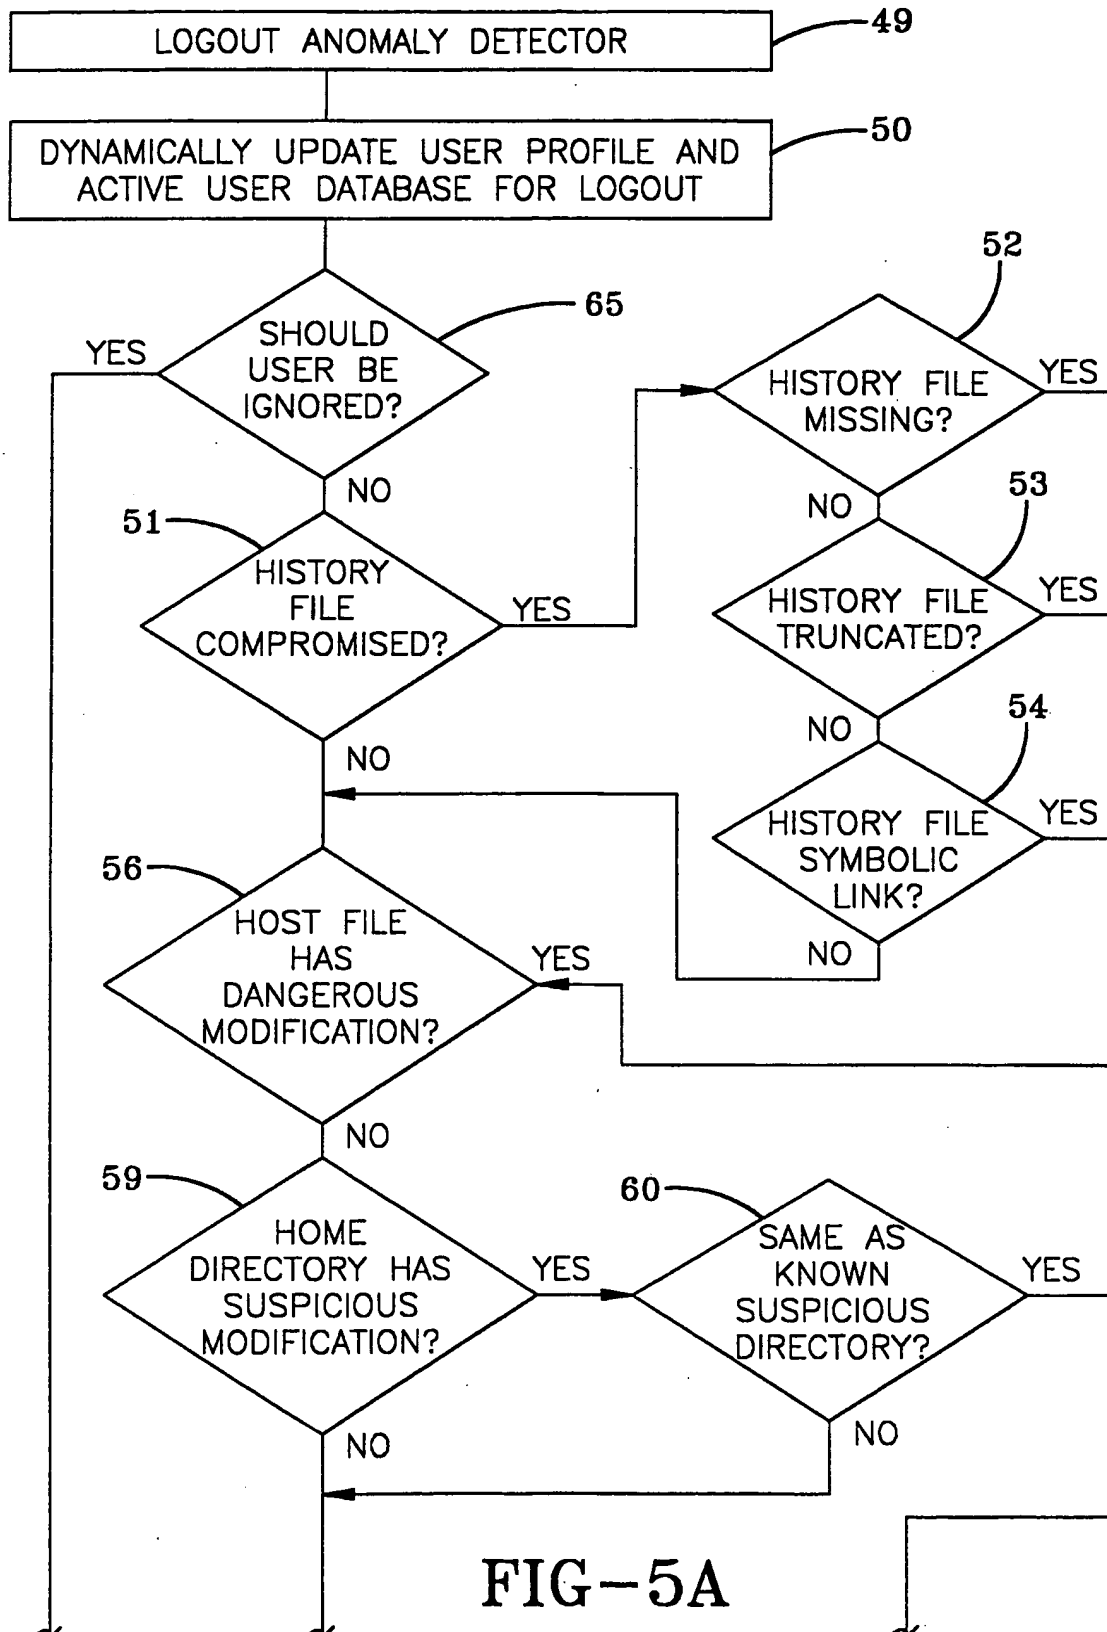 LOGOUT ANOMALY DETECTOR
49
DYNAMICALLY UPDATE USER PROFILE AND
ACTIVE USER DATABASE FOR LOGOUT
50
SHOULD
USER BE
IGNORED?
65
YES
NO
52
HISTORY FILE
MISSING?
YES
NO
51
HISTORY
FILE
COMPROMISED?
YES
NO
53
HISTORY FILE
TRUNCATED?
YES
NO
54
HISTORY FILE
SYMBOLIC
LINK?
YES
NO
56
HOST FILE
HAS
DANGEROUS
MODIFICATION?
YES
NO
59
HOME
DIRECTORY HAS
SUSPICIOUS
MODIFICATION?
YES
NO
60
SAME AS
KNOWN
SUSPICIOUS
DIRECTORY?
YES
NO
FIG-5A